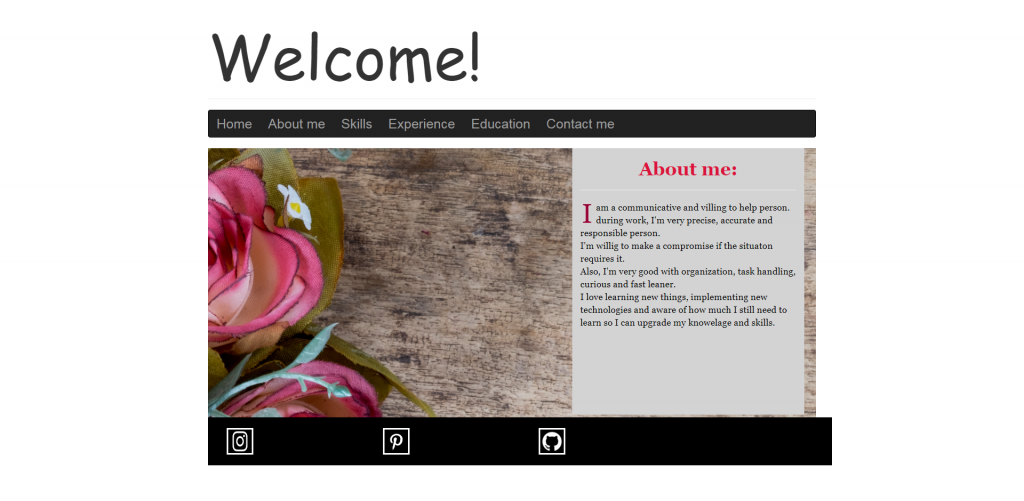 Welcome!
Home About me Skills Experience Education Contact me
About me:
I am a communicative and villing to help person.
during work, I'm very precise, accurate and
responsible person.
I'm willig to make a compromise if the situaton
requires it.
Also, I'm very good with organization, task handling,
curious and fast leaner.
I love learning new things, implementing new
technologies and aware of how much I still need to
learn so I can upgrade my knowelage and skills.